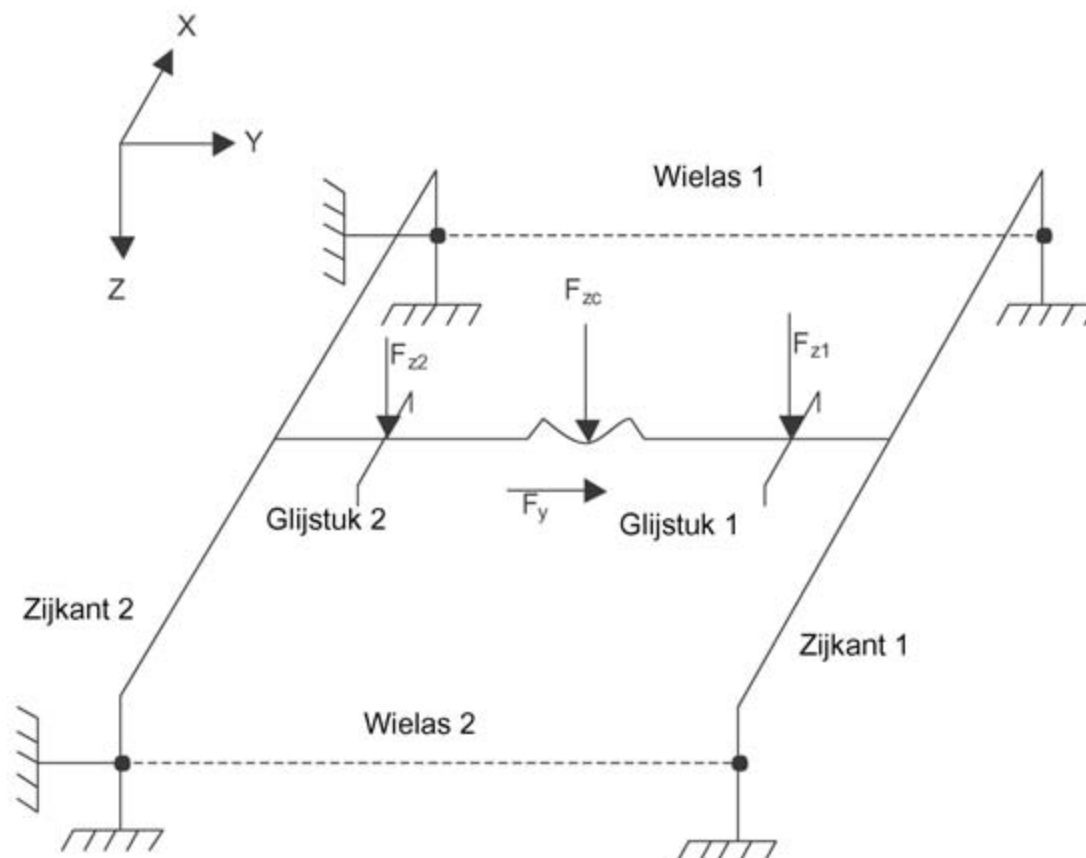 X
Y
Z
Wielas 1
Fzc
Fz2
Fz1
Fy
Glijstuk 2
Glijstuk 1
Zijkant 2
Zijkant 1
Wielas 2